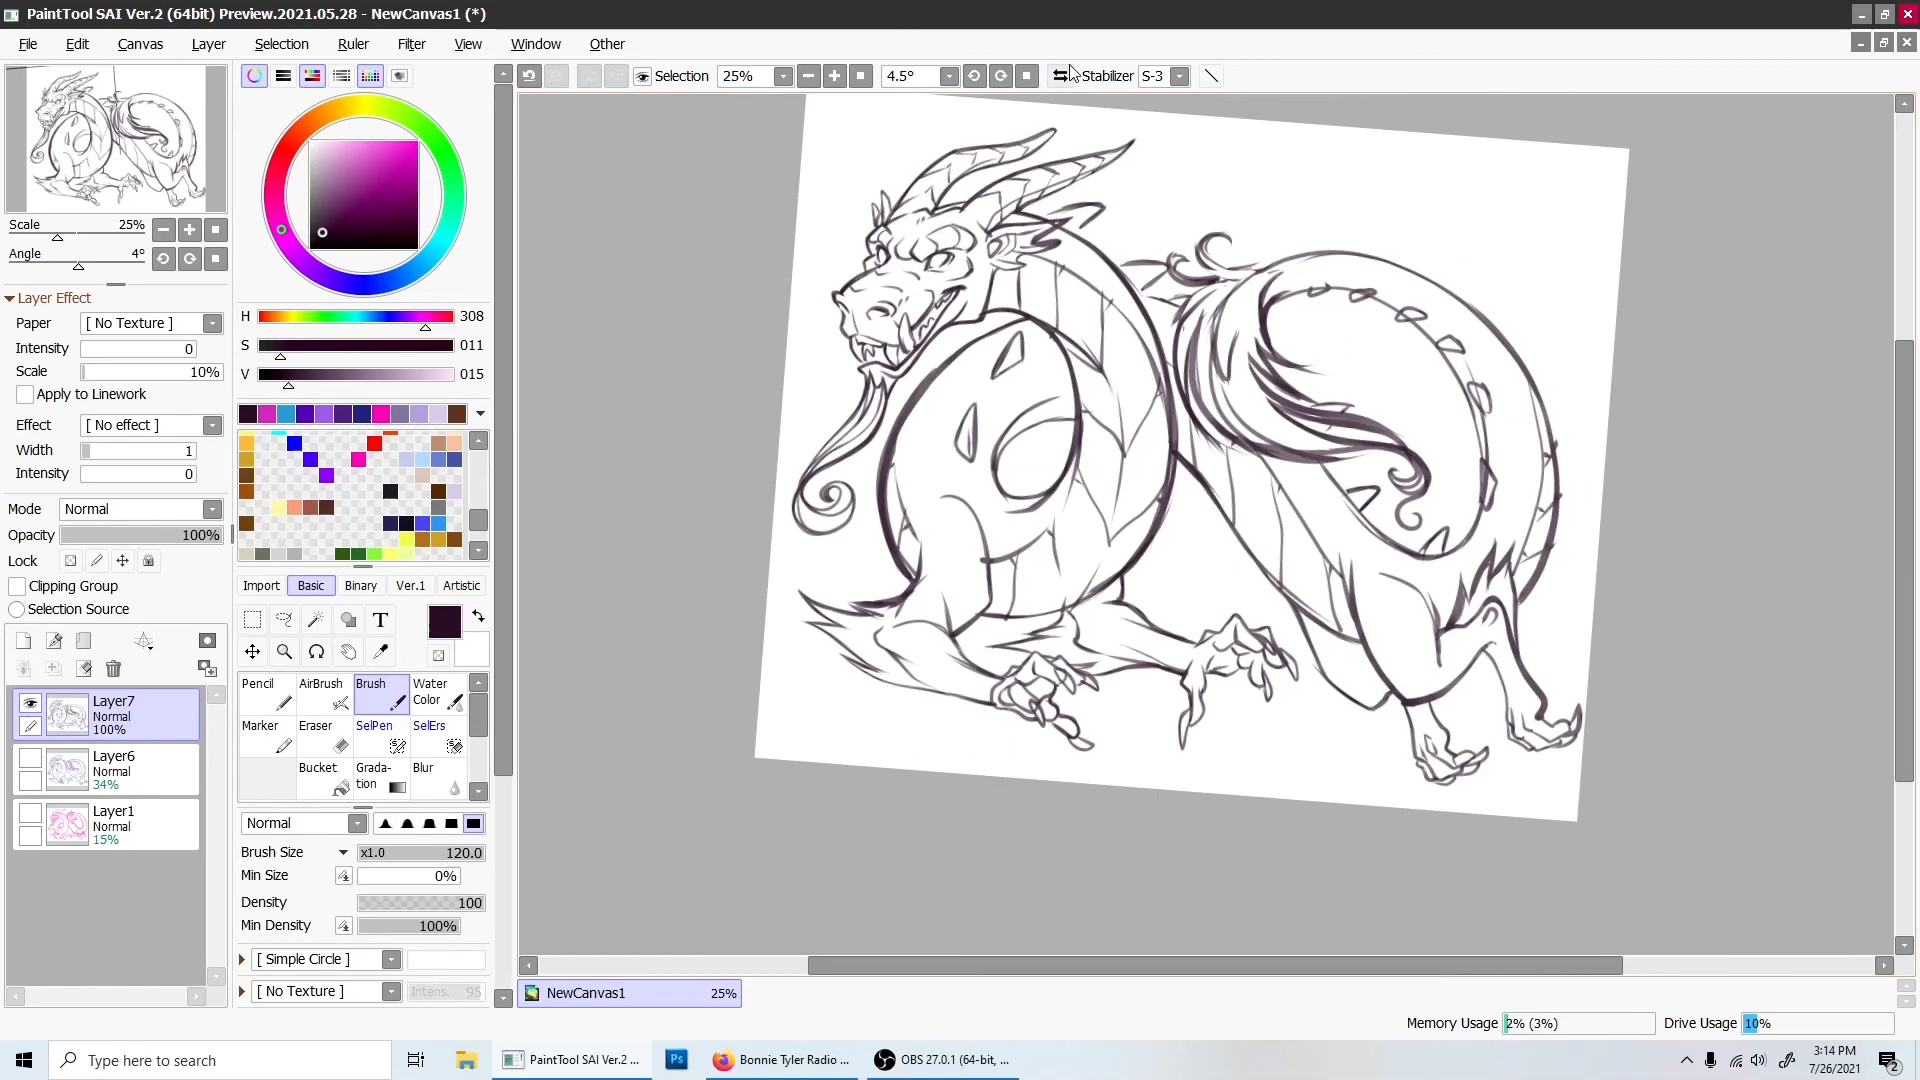 PaintTool SAI Ver.2 (64bit) Preview.2021.05.28 - NewCanvas1 (*)
File Edit Canvas Layer Selection Ruler Filter View Window Other
Selection 25% 4.5° Stabilizer S-3
Scale 25%
Angle 4°
Layer Effect
Paper [ No Texture ]
Intensity 0
Scale 10%
Apply to Linework
Effect [ No effect ]
Width 1
Intensity 0
Mode Normal
Opacity 100%
Lock
Clipping Group
Selection Source
Layer7
Normal
100%
Layer6
Normal
34%
Layer1
Normal
15%
H 308
S 011
V 015
Import Basic Binary Ver.1 Artistic
T
Pencil AirBrush Brush Water Color
Marker Eraser SelPen SelErs
Bucket Grada-tion Blur
Normal
Brush Size x1.0 120.0
Min Size 0%
Density 100
Min Density 100%
[ Simple Circle ]
[ No Texture ] Intens. 95
NewCanvas1 25%
Memory Usage 2% (3%) Drive Usage 10%
Type here to search
PaintTool SAI Ver.2 ...
Ps
Bonnie Tyler Radio ...
OBS 27.0.1 (64-bit, ...
3:14 PM
7/26/2021
2